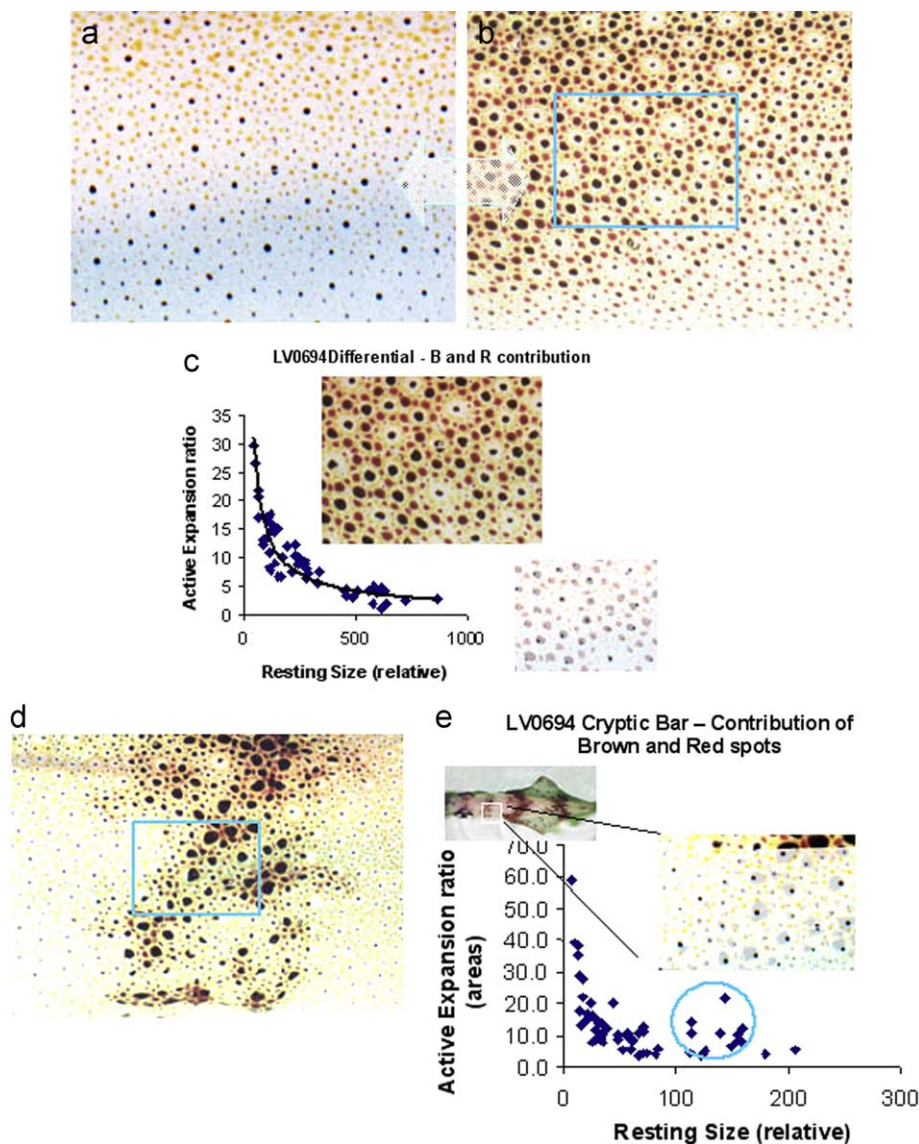 a
b
c
LV0694Differential - B and R contribution
Active Expansion ratio
35
30
25
20
15
10
5
0
0
500
1000
Resting Size (relative)
d
e
LV0694 Cryptic Bar – Contribution of
Brown and Red spots
Active Expansion ratio
(areas)
70.0
60.0
50.0
40.0
30.0
20.0
10.0
0.0
0
100
200
300
Resting Size (relative)